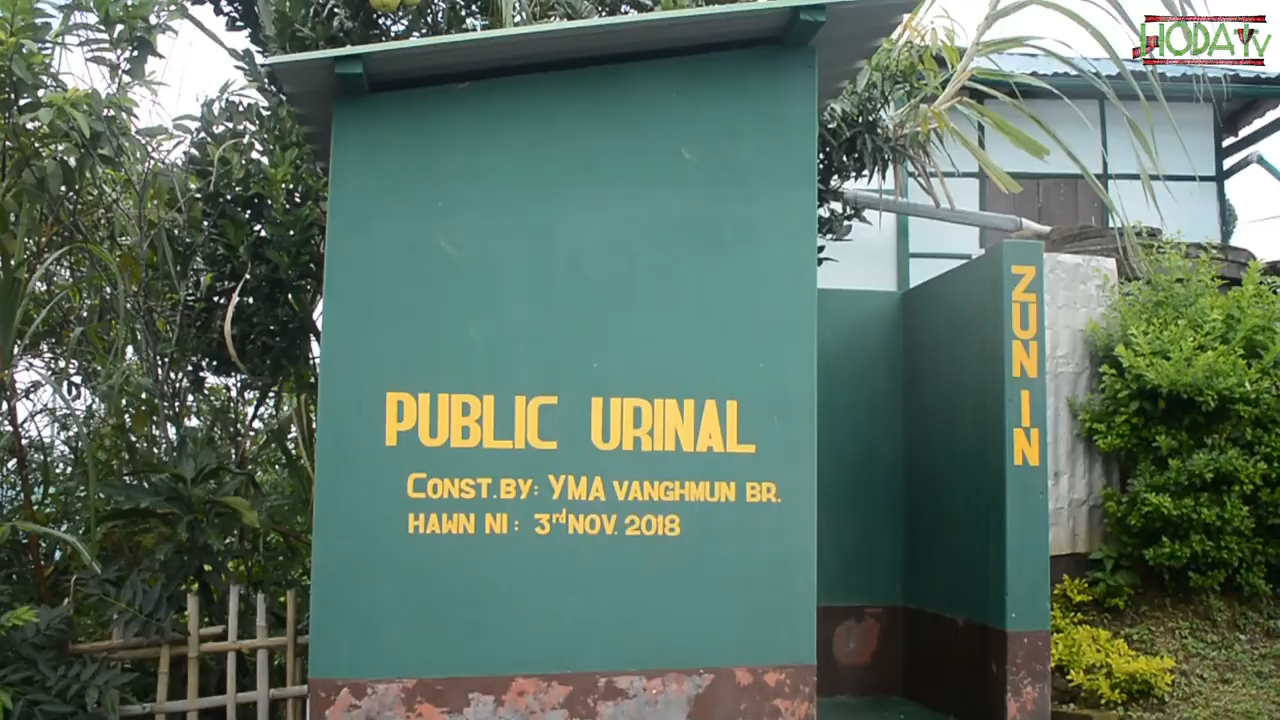 HODA TV
PUBLIC URINAL
CONST. BY: YMA VANGHMUN BR.
HAWN NI: 3rd NOV. 2018
ZUN IN